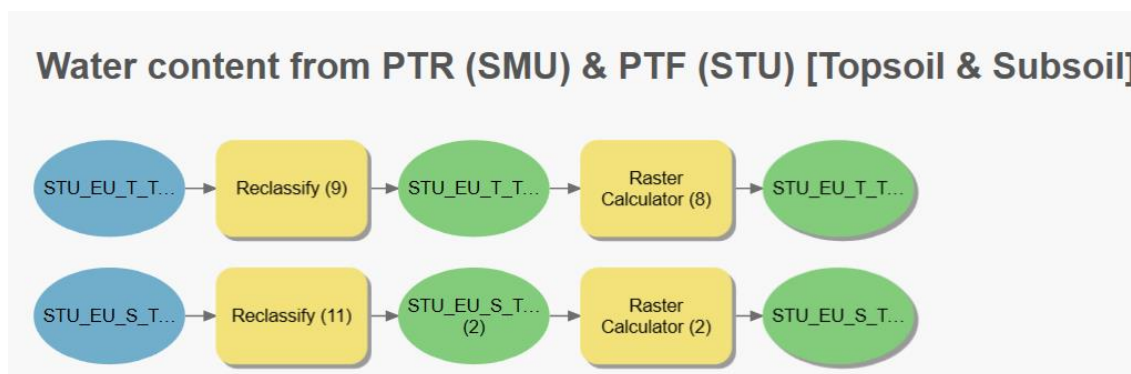 Water content from PTR (SMU) & PTF (STU) [Topsoil & Subsoil]
STU_EU_T_T...
Reclassify (9)
STU_EU_T_T...
Raster
Calculator (8)
STU_EU_T_T...
STU_EU_S_T...
Reclassify (11)
STU_EU_S_T...
(2)
Raster
Calculator (2)
STU_EU_S_T...